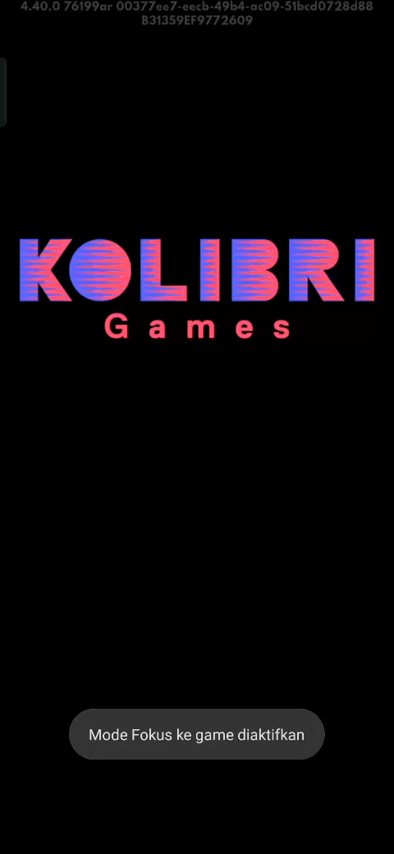 4.40.0 76199ar 00377ee7-eecb-49b4-ac09-51bcd0728d88
B31359EF9772609
KOLIBRI
Games
Mode Fokus ke game diaktifkan